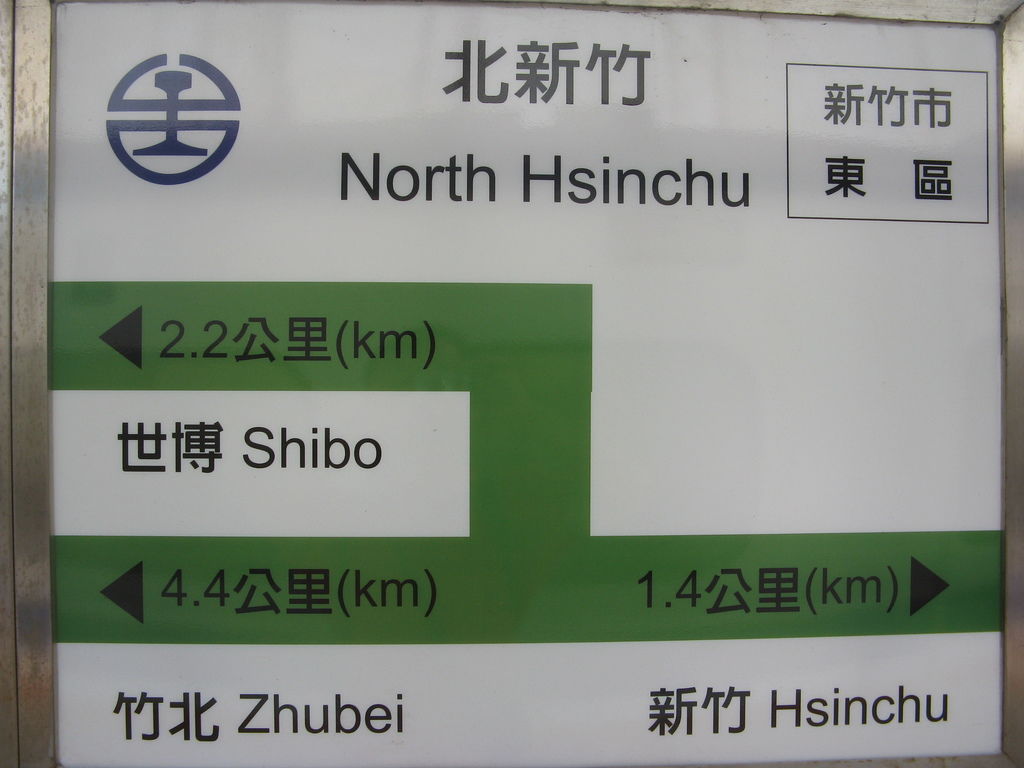 北新竹
North Hsinchu
新竹市
東 區
2.2公里(km)
世博 Shibo
4.4公里(km)
1.4公里(km)
竹北 Zhubei
新竹 Hsinchu